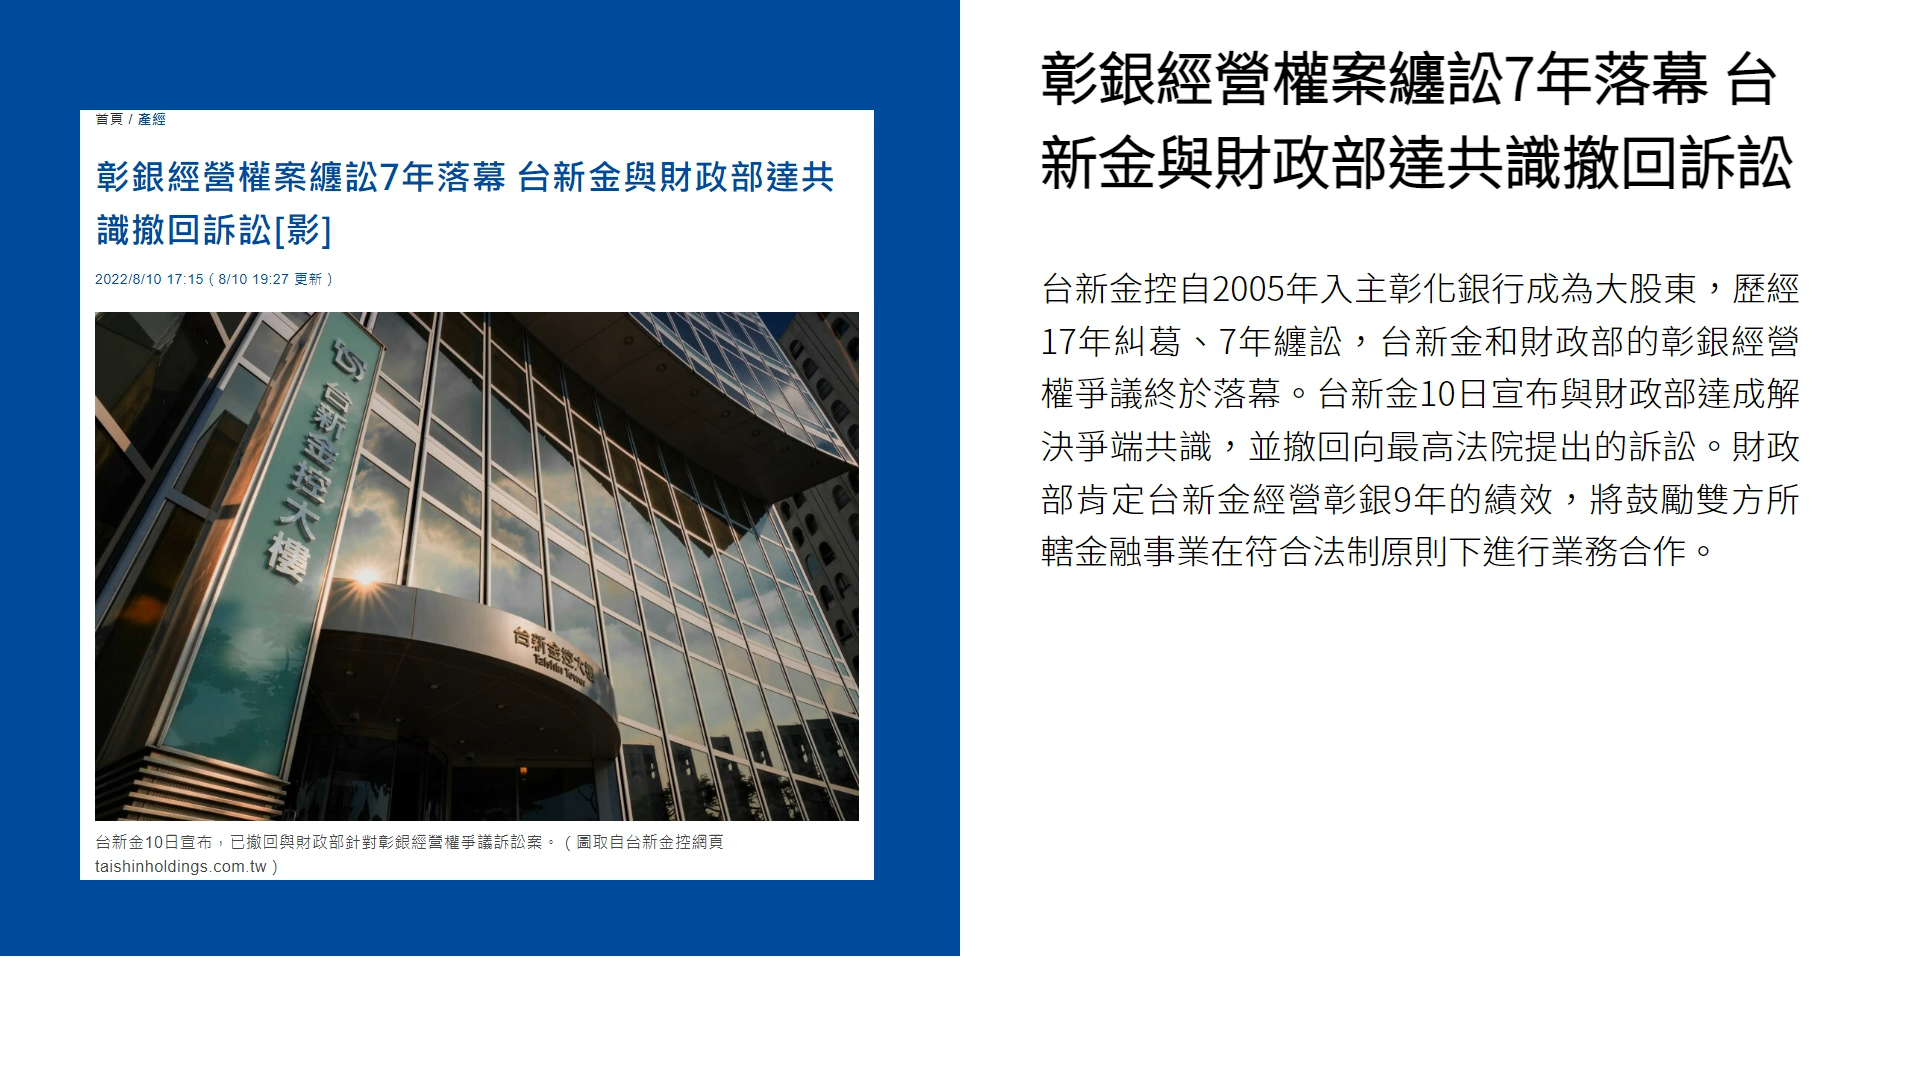 首頁 / 產經
彰銀經營權案纏訟7年落幕 台新金與財政部達共
識撤回訴訟[影]
2022/8/10 17:15（8/10 19:27 更新）
台新金控大樓
台新金控大樓
Taishin Tower
台新金10日宣布，已撤回與財政部針對彰銀經營權爭議訴訟案。（圖取自台新金控網頁
taishinholdings.com.tw）
彰銀經營權案纏訟7年落幕 台
新金與財政部達共識撤回訴訟
台新金控自2005年入主彰化銀行成為大股東，歷經
17年糾葛、7年纏訟，台新金和財政部的彰銀經營
權爭議終於落幕。台新金10日宣布與財政部達成解
決爭端共識，並撤回向最高法院提出的訴訟。財政
部肯定台新金經營彰銀9年的績效，將鼓勵雙方所
轄金融事業在符合法制原則下進行業務合作。